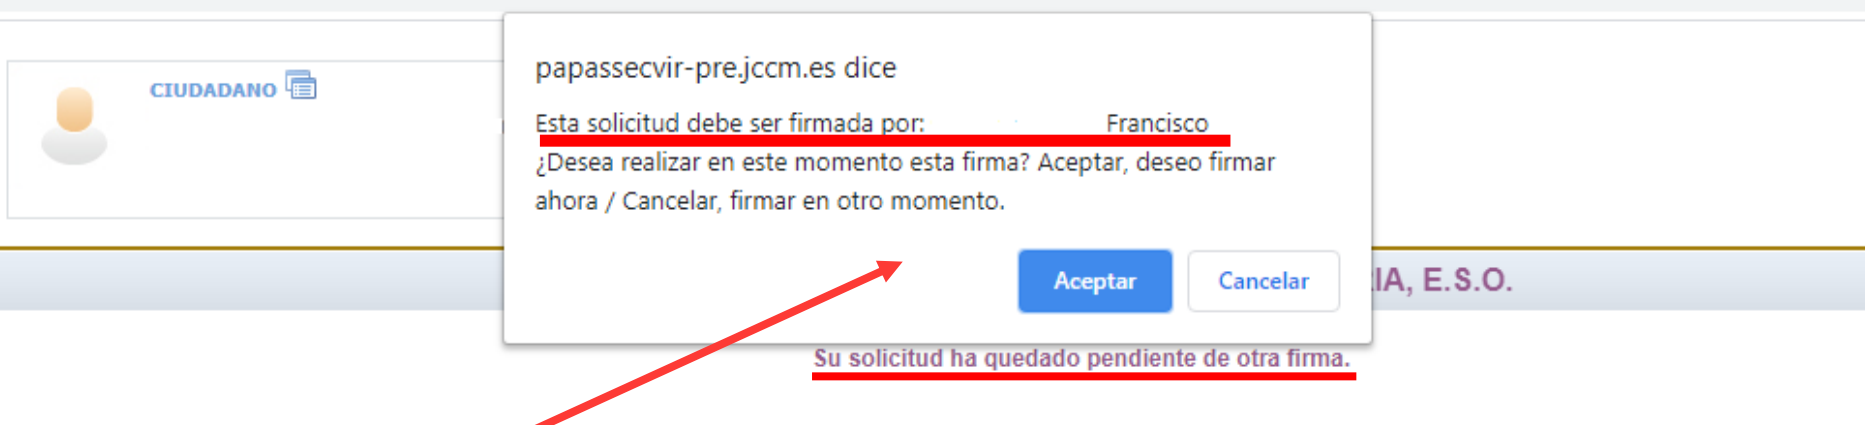 CIUDADANO
papassecvir-pre.jccm.es dice
Esta solicitud debe ser firmada por: Francisco
¿Desea realizar en este momento esta firma? Aceptar, deseo firmar
ahora / Cancelar, firmar en otro momento.
Aceptar Cancelar
IA, E.S.O.
Su solicitud ha quedado pendiente de otra firma.